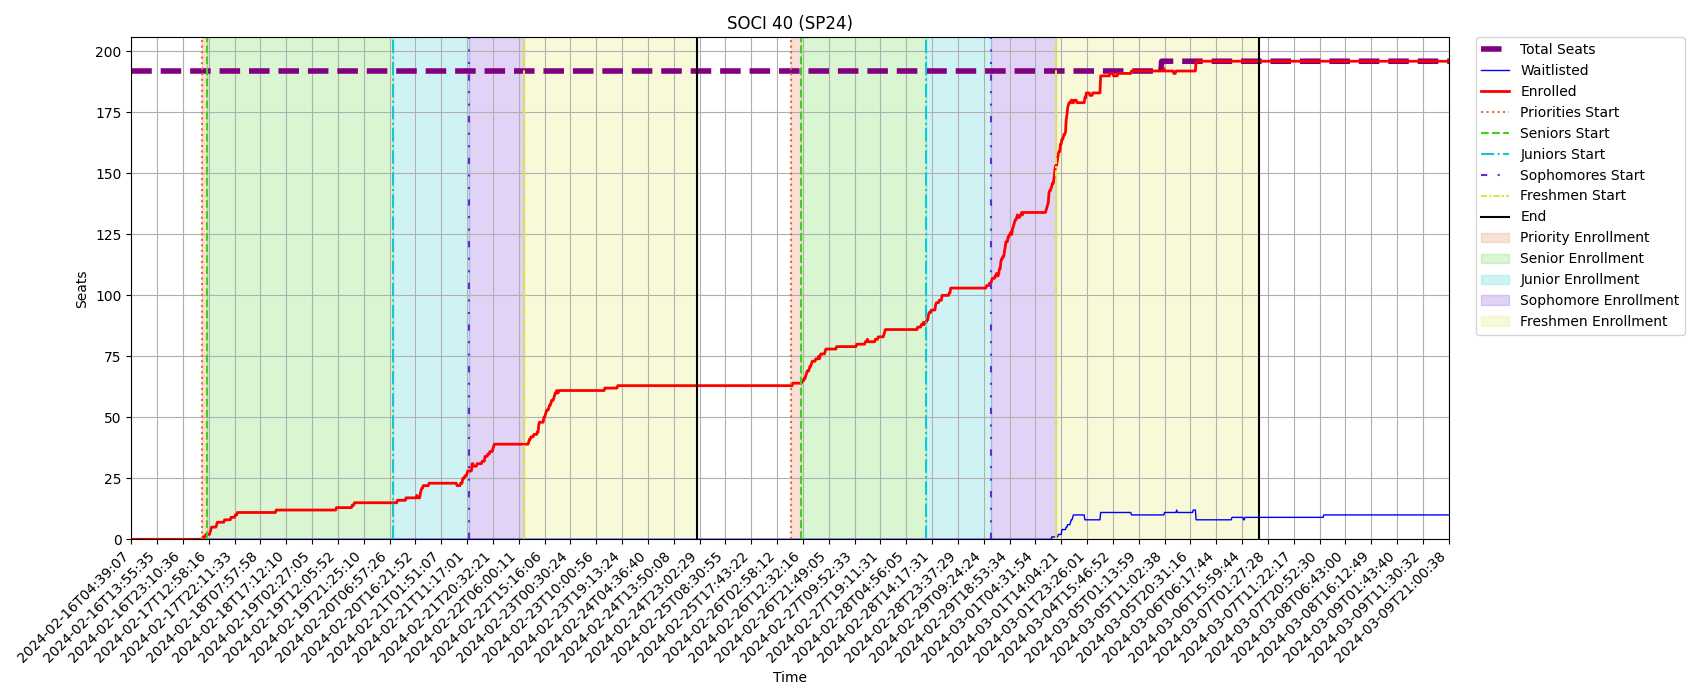 SOCI 40 (SP24)
Seats
200
175
150
125
100
75
50
25
0
2024-02-16T04:39:07
2024-02-16T13:55:35
2024-02-16T23:10:36
2024-02-17T12:58:16
2024-02-17T22:11:33
2024-02-18T07:57:58
2024-02-18T17:12:10
2024-02-19T02:27:05
2024-02-19T12:05:52
2024-02-19T21:25:10
2024-02-20T06:57:26
2024-02-20T16:21:52
2024-02-21T01:51:07
2024-02-21T11:17:01
2024-02-21T20:32:21
2024-02-22T06:00:11
2024-02-22T15:16:06
2024-02-23T00:30:24
2024-02-23T10:00:56
2024-02-23T19:13:24
2024-02-24T04:36:40
2024-02-24T13:50:08
2024-02-24T23:02:29
2024-02-25T08:30:55
2024-02-25T17:43:22
2024-02-26T02:58:12
2024-02-26T12:32:16
2024-02-26T21:49:05
2024-02-27T09:52:33
2024-02-27T19:11:31
2024-02-28T04:56:05
2024-02-28T14:17:31
2024-02-28T23:37:29
2024-02-29T09:24:24
2024-02-29T18:53:34
2024-03-01T04:31:54
2024-03-01T14:04:21
2024-03-01T23:26:01
2024-03-04T15:46:52
2024-03-05T01:13:59
2024-03-05T11:02:38
2024-03-05T20:31:16
2024-03-06T06:17:44
2024-03-06T15:59:44
2024-03-07T01:27:28
2024-03-07T11:22:17
2024-03-07T20:52:30
2024-03-08T06:43:00
2024-03-08T16:12:49
2024-03-09T01:43:40
2024-03-09T11:30:32
2024-03-09T21:00:38
Time
Total Seats
Waitlisted
Enrolled
Priorities Start
Seniors Start
Juniors Start
Sophomores Start
Freshmen Start
End
Priority Enrollment
Senior Enrollment
Junior Enrollment
Sophomore Enrollment
Freshmen Enrollment